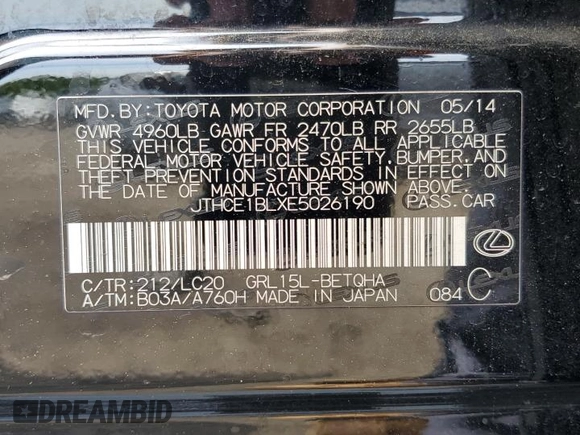 MFD. BY: TOYOTA MOTOR CORPORATION 05/14
GVWR 4960LB GAWR FR 2470LB RR 2655LB
THIS VEHICLE CONFORMS TO ALL APPLICABLE
FEDERAL MOTOR VEHICLE SAFETY, BUMPER, AND
THEFT PREVENTION STANDARDS IN EFFECT ON
THE DATE OF MANUFACTURE SHOWN ABOVE.
JTHCE1BLXE5026190 PASS. CAR
C/TR: 212/LC20 GRL15L-BETQHA
A/TM: B03A/A760H MADE IN JAPAN 084 C
DREAMBID